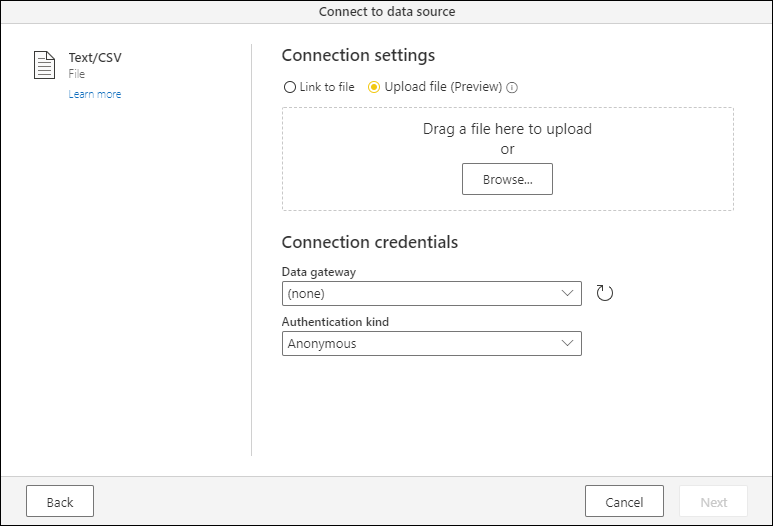 Connect to data source
Text/CSV
File
Learn more
Connection settings
Link to file Upload file (Preview)
Drag a file here to upload
or
Browse...
Connection credentials
Data gateway
(none)
Authentication kind
Anonymous
Back Cancel Next